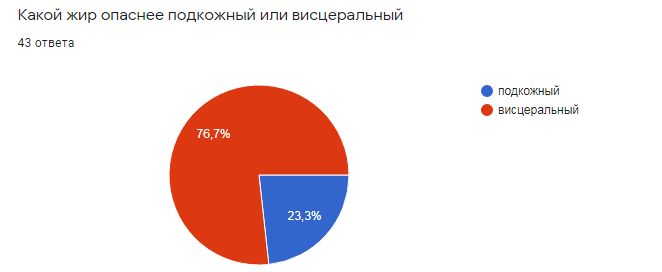 Какой жир опаснее подкожный или висцеральный
43 ответа
подкожный
висцеральный
76,7%
23,3%